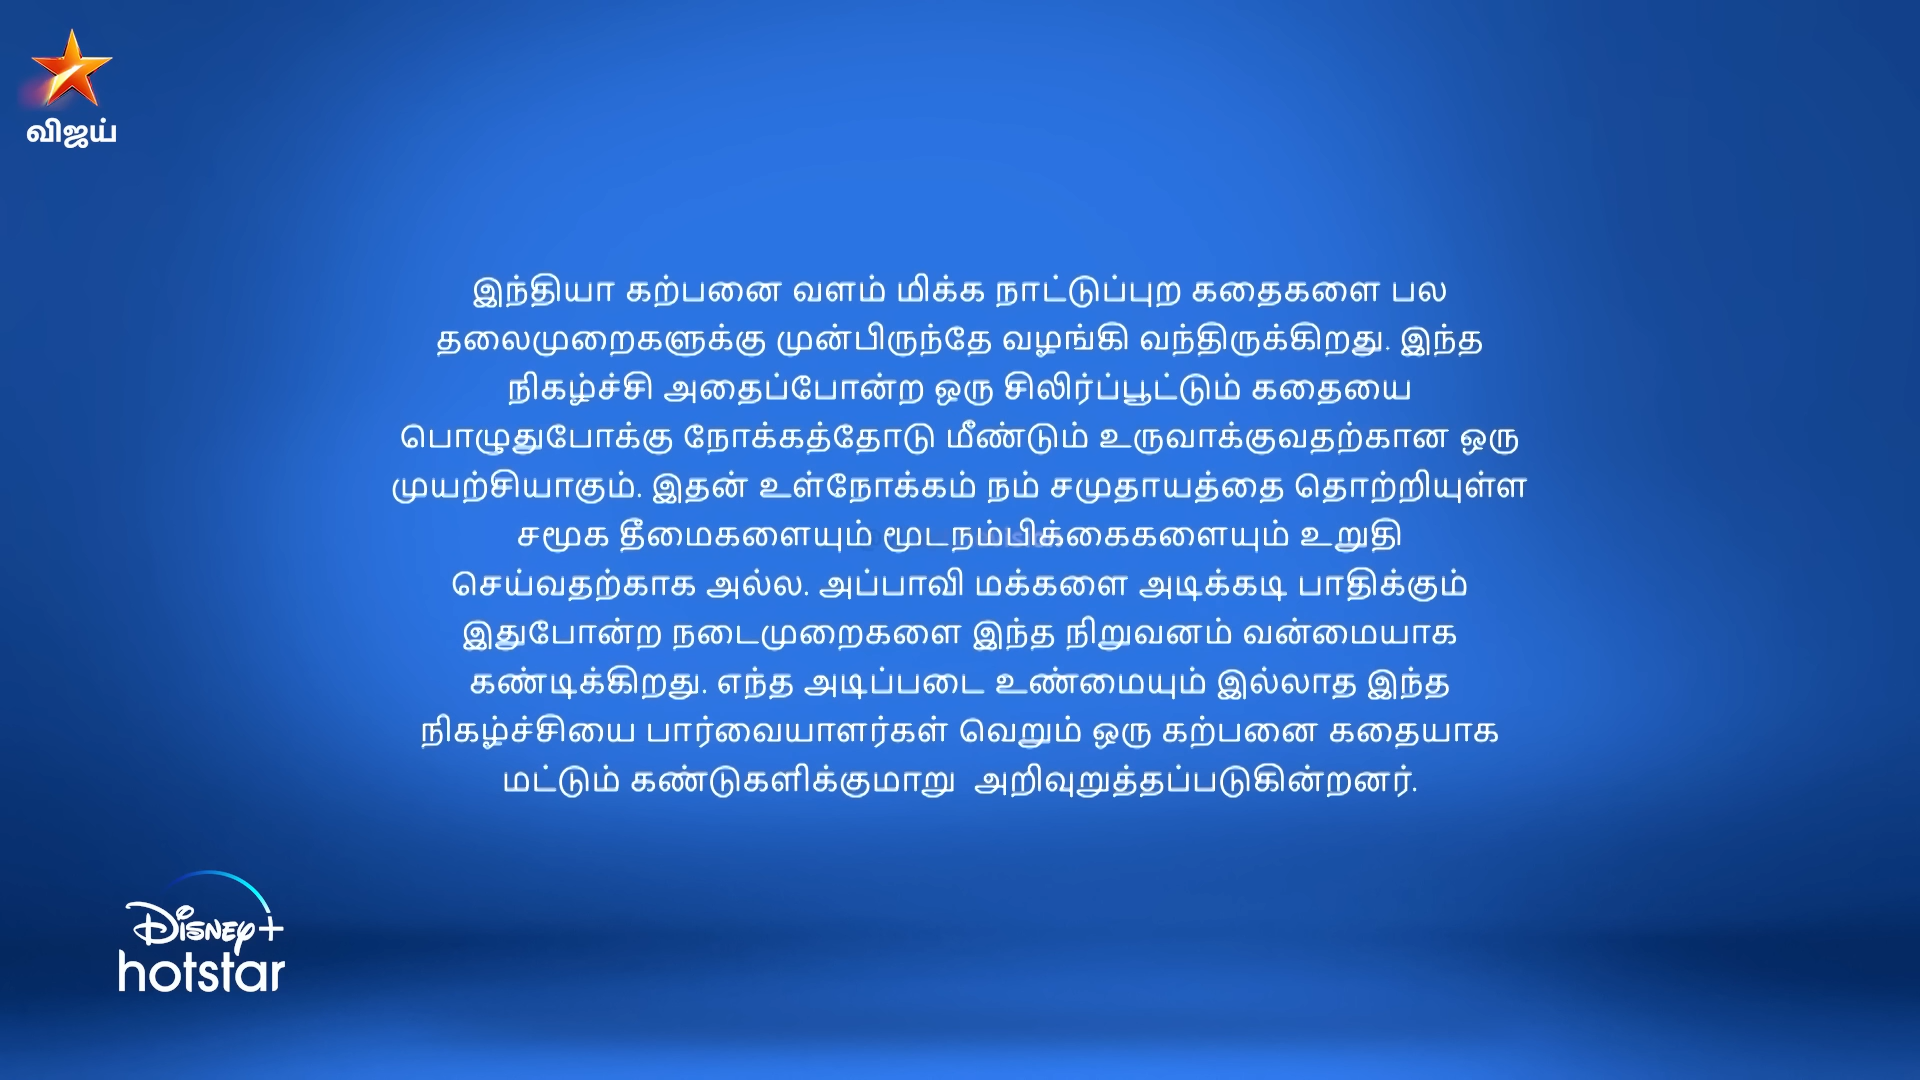 விஜய்
இந்தியா கற்பனை வளம் மிக்க நாட்டுப்புற கதைகளை பல
தலைமுறைகளுக்கு முன்பிருந்தே வழங்கி வந்திருக்கிறது. இந்த
நிகழ்ச்சி அதைப்போன்ற ஒரு சிலிர்ப்பூட்டும் கதையை
பொழுதுபோக்கு நோக்கத்தோடு மீண்டும் உருவாக்குவதற்கான ஒரு
முயற்சியாகும். இதன் உள்நோக்கம் நம் சமுதாயத்தை தொற்றியுள்ள
சமூக தீமைகளையும் மூடநம்பிக்கைகளையும் உறுதி
செய்வதற்காக அல்ல. அப்பாவி மக்களை அடிக்கடி பாதிக்கும்
இதுபோன்ற நடைமுறைகளை இந்த நிறுவனம் வன்மையாக
கண்டிக்கிறது. எந்த அடிப்படை உண்மையும் இல்லாத இந்த
நிகழ்ச்சியை பார்வையாளர்கள் வெறும் ஒரு கற்பனை கதையாக
மட்டும் கண்டுகளிக்குமாறு அறிவுறுத்தப்படுகின்றனர்.
Disney+
hotstar